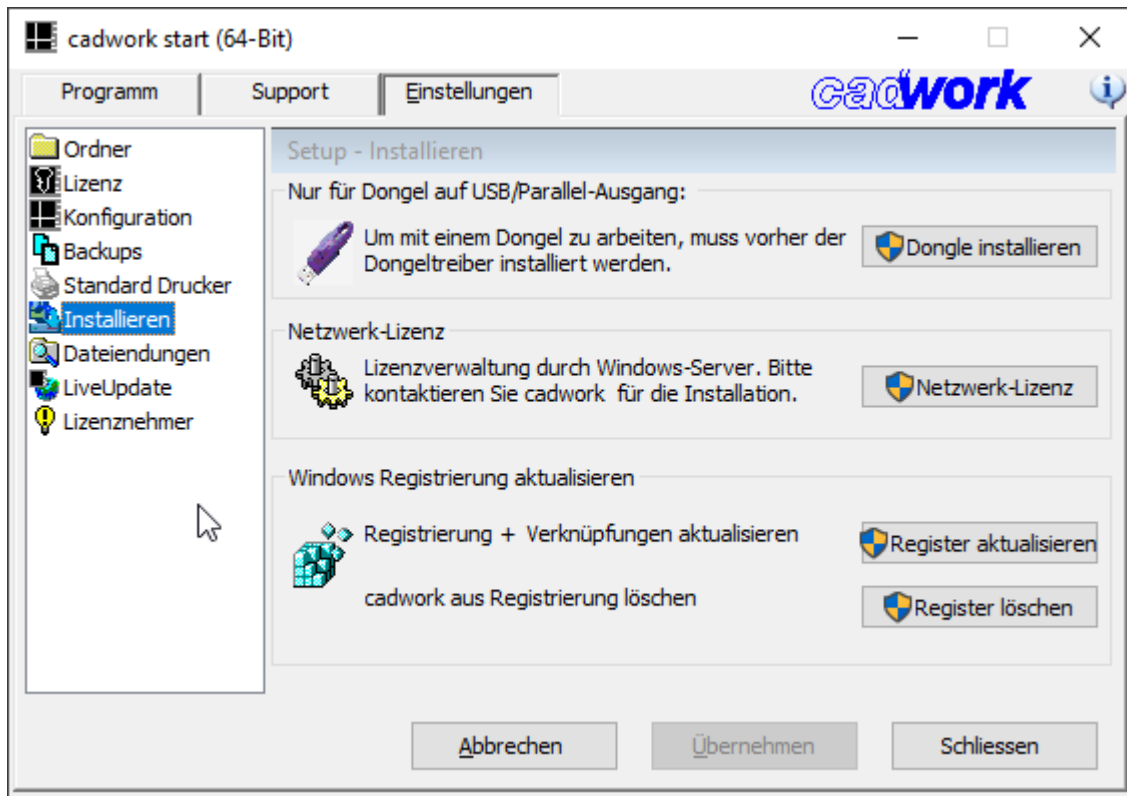 cadwork start (64-Bit)
Programm
Support
Einstellungen
cadwork
Ordner
Lizenz
Konfiguration
Backups
Standard Drucker
Installieren
Dateiendungen
LiveUpdate
Lizenznehmer
Setup - Installieren
Nur für Dongel auf USB/Parallel-Ausgang:
Um mit einem Dongel zu arbeiten, muss vorher der
Dongeltreiber installiert werden.
Dongle installieren
Netzwerk-Lizenz
Lizenzverwaltung durch Windows-Server. Bitte
kontaktieren Sie cadwork für die Installation.
Netzwerk-Lizenz
Windows Registrierung aktualisieren
Registrierung + Verknüpfungen aktualisieren
Register aktualisieren
cadwork aus Registrierung löschen
Register löschen
Abbrechen
Übernehmen
Schliessen